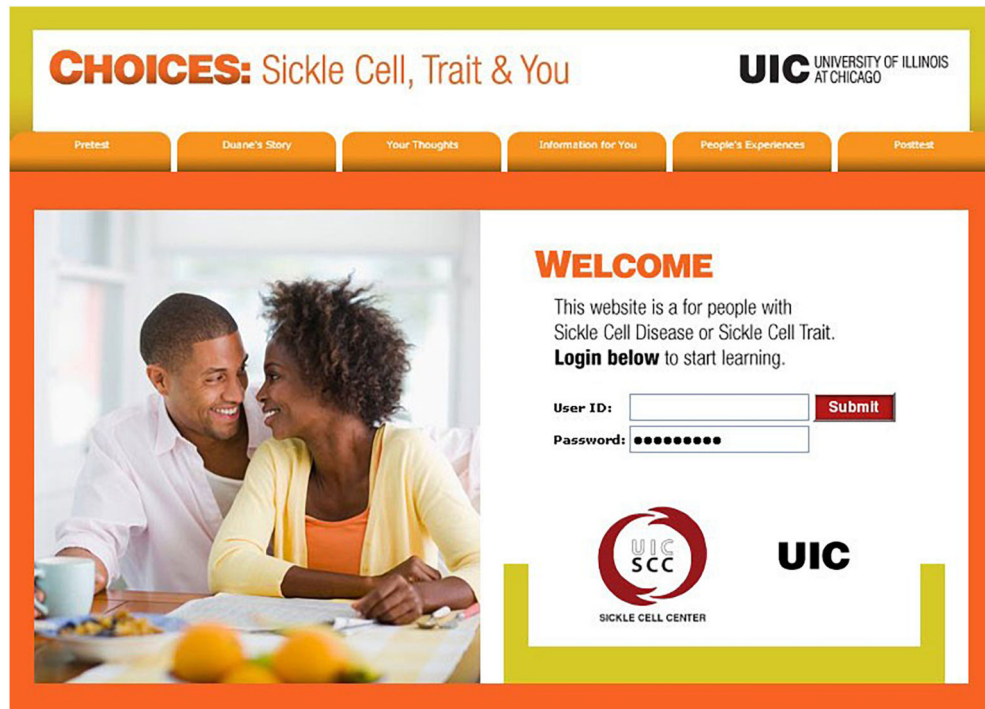 CHOICES: Sickle Cell, Trait & You
UIC UNIVERSITY OF ILLINOIS
AT CHICAGO
Pretest
Duane's Story
Your Thoughts
Information for You
People's Experiences
Posttest
WELCOME
This website is a for people with
Sickle Cell Disease or Sickle Cell Trait.
Login below to start learning.
User ID:
Submit
Password:
UIC
SCC
SICKLE CELL CENTER
UIC